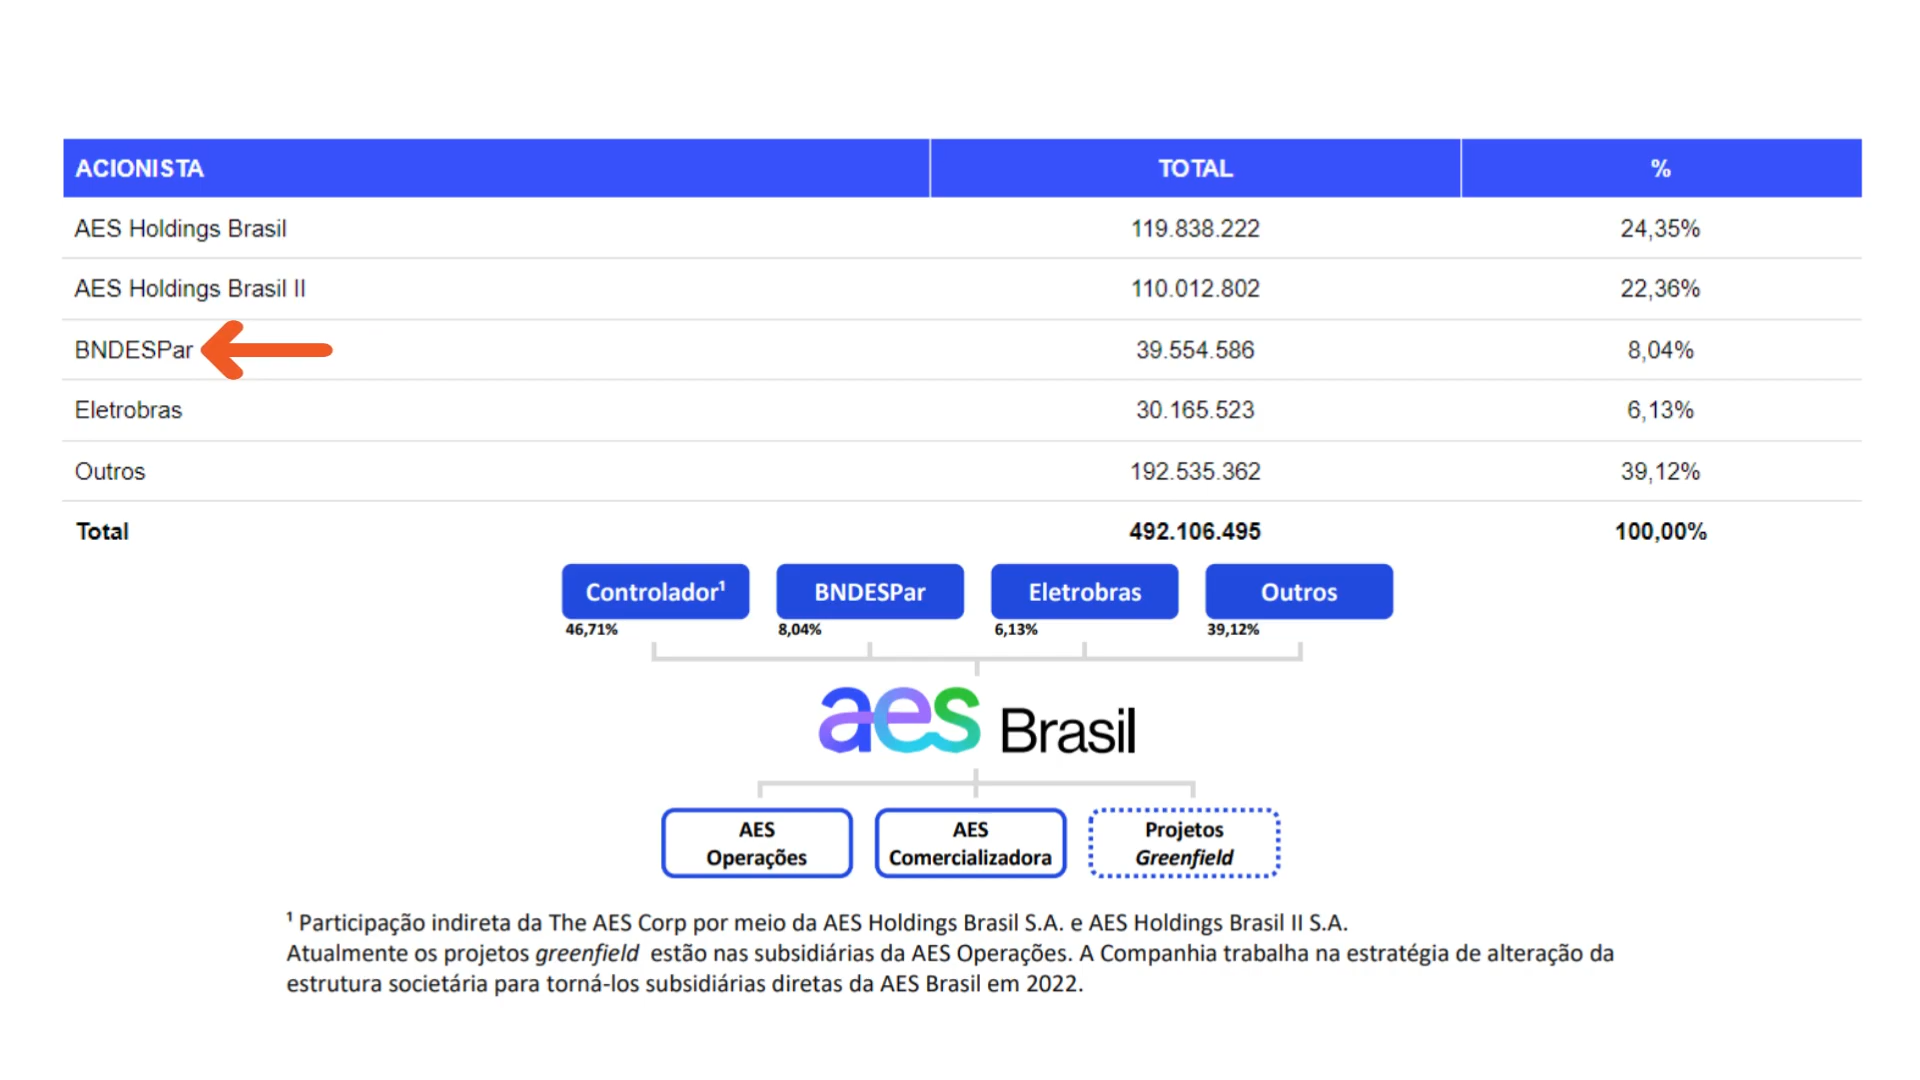 ACIONISTA TOTAL %
AES Holdings Brasil 119.838.222 24,35%
AES Holdings Brasil II 110.012.802 22,36%
BNDESPar 39.554.586 8,04%
Eletrobras 30.165.523 6,13%
Outros 192.535.362 39,12%
Total 492.106.495 100,00%
Controlador¹ BNDESPar Eletrobras Outros
46,71% 8,04% 6,13% 39,12%
aes Brasil
AES AES Projetos
Operações Comercializadora Greenfield
¹ Participação indireta da The AES Corp por meio da AES Holdings Brasil S.A. e AES Holdings Brasil II S.A.
Atualmente os projetos greenfield estão nas subsidiárias da AES Operações. A Companhia trabalha na estratégia de alteração da
estrutura societária para torná-los subsidiárias diretas da AES Brasil em 2022.